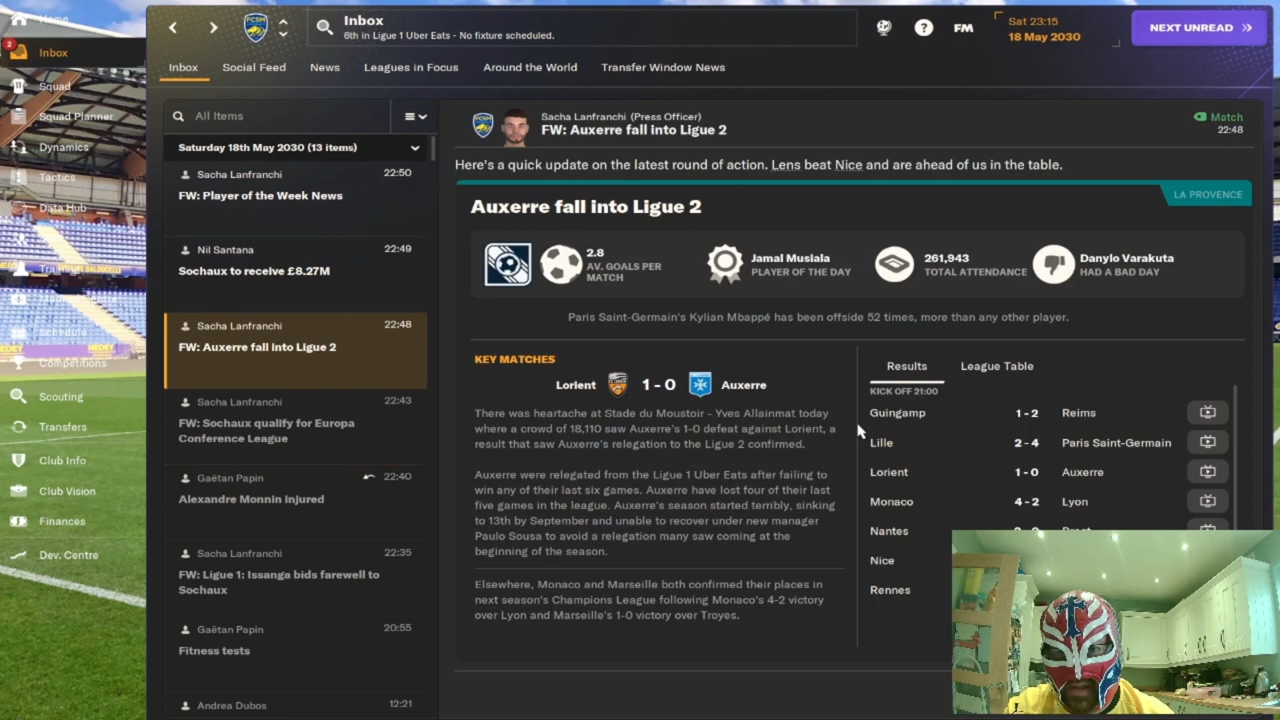 Home
2
Inbox
Squad
Squad Planner
Dynamics
Tactics
Data Hub
Schedule
Competitions
Scouting
Transfers
Club Info
Club Vision
Finances
Dev. Centre
FCSM
Inbox
6th in Ligue 1 Uber Eats - No fixture scheduled.
?
FM
Sat 23:15
18 May 2030
NEXT UNREAD
Inbox
Social Feed
News
Leagues in Focus
Around the World
Transfer Window News
All Items
Saturday 18th May 2030 (13 items)
Sacha Lanfranchi 22:50
FW: Player of the Week News
Nil Santana 22:49
Sochaux to receive £8.27M
Sacha Lanfranchi 22:48
FW: Auxerre fall into Ligue 2
Sacha Lanfranchi 22:43
FW: Sochaux qualify for Europa
Conference League
Gaëtan Papin 22:40
Alexandre Monnin injured
Sacha Lanfranchi 22:35
FW: Ligue 1: Issanga bids farewell to
Sochaux
Gaëtan Papin 20:55
Fitness tests
Andrea Dubos 12:21
Sacha Lanfranchi (Press Officer)
FW: Auxerre fall into Ligue 2
Match
22:48
Here's a quick update on the latest round of action. Lens beat Nice and are ahead of us in the table.
LA PROVENCE
Auxerre fall into Ligue 2
2.8
AV. GOALS PER
MATCH
Jamal Musiala
PLAYER OF THE DAY
261,943
TOTAL ATTENDANCE
Danylo Varakuta
HAD A BAD DAY
Paris Saint-Germain's Kylian Mbappé has been offside 52 times, more than any other player.
KEY MATCHES
Lorient 1 - 0 Auxerre
There was heartache at Stade du Moustoir - Yves Allainmat today
where a crowd of 18,110 saw Auxerre's 1-0 defeat against Lorient, a
result that saw Auxerre's relegation to the Ligue 2 confirmed.
Auxerre were relegated from the Ligue 1 Uber Eats after failing to
win any of their last six games. Auxerre have lost four of their last
five games in the league. Auxerre's season started terribly, sinking
to 13th by September and unable to recover under new manager
Paulo Sousa to avoid a relegation many saw coming at the
beginning of the season.
Elsewhere, Monaco and Marseille both confirmed their places in
next season's Champions League following Monaco's 4-2 victory
over Lyon and Marseille's 1-0 victory over Troyes.
Results
League Table
KICK OFF 21:00
Guingamp 1 - 2 Reims
Lille 2 - 4 Paris Saint-Germain
Lorient 1 - 0 Auxerre
Monaco 4 - 2 Lyon
Nantes
Nice
Rennes